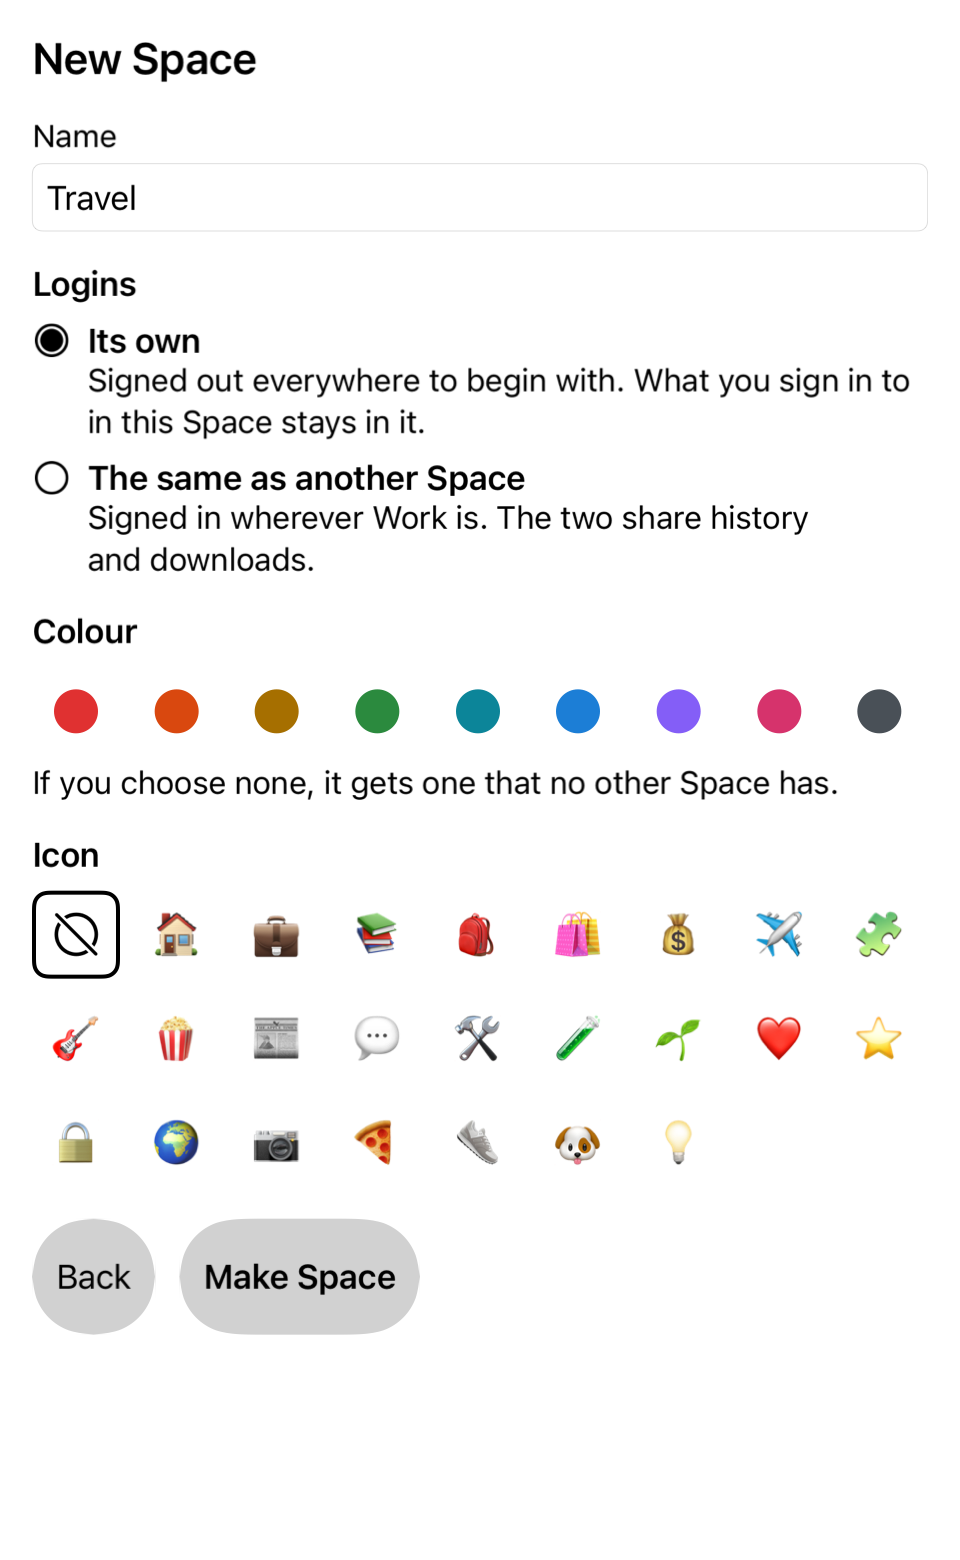 New Space
Name
Travel
Logins
Its own
Signed out everywhere to begin with. What you sign in to
in this Space stays in it.
The same as another Space
Signed in wherever Work is. The two share history
and downloads.
Colour
If you choose none, it gets one that no other Space has.
Icon
Back
Make Space